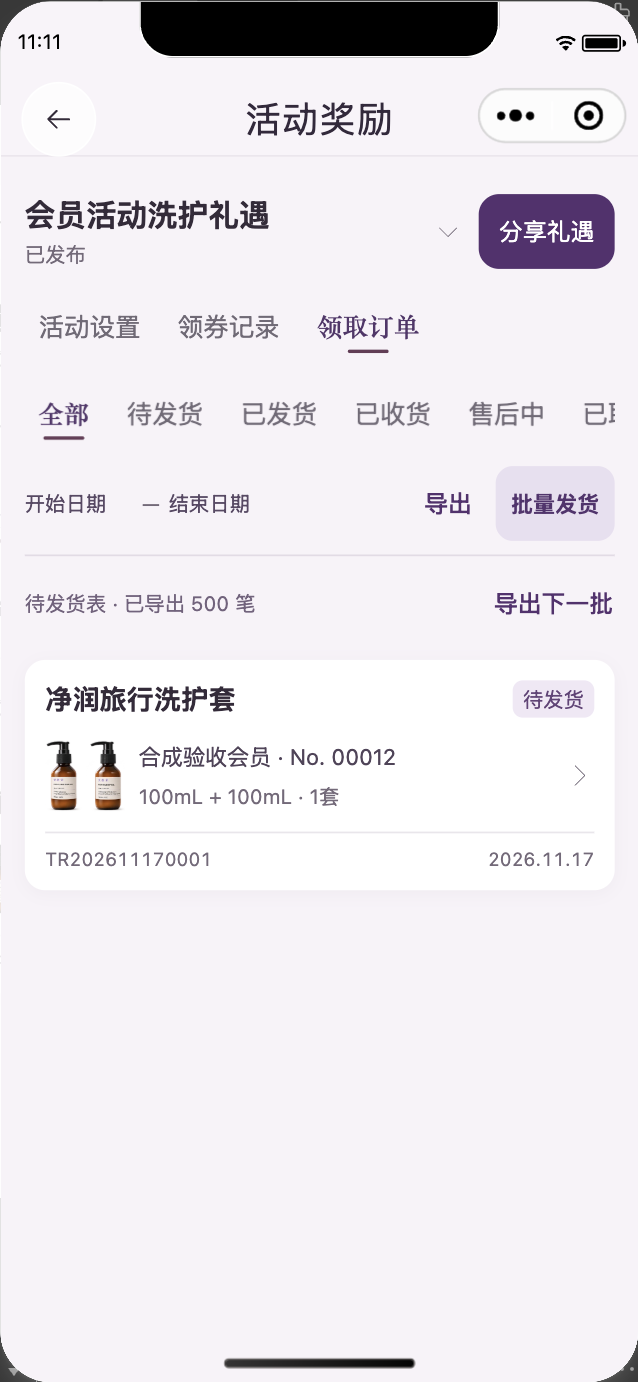 11:11
活动奖励
会员活动洗护礼遇
已发布
分享礼遇
活动设置 领券记录 领取订单
全部 待发货 已发货 已收货 售后中 已
开始日期 — 结束日期 导出 批量发货
待发货表 · 已导出 500 笔 导出下一批
净润旅行洗护套 待发货
合成验收会员 · No. 00012
100mL + 100mL · 1套
TR202611170001 2026.11.17